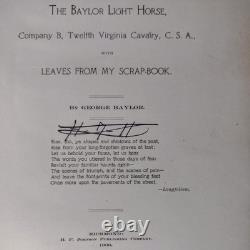 THE BAYLOR LIGHT HORSE,
COMPANY B, TWELFTH VIRGINIA CAVALRY, C. S. A.,
WITH
LEAVES FROM MY SCRAP-BOOK.
BY GEORGE BAYLOR.
ye shapes and shadows of the past,
from your long-forgotten graves at last;
Let us behold your faces, let us hear
The words you uttered in those days of fear
Revisit your familiar haunts again—
The scenes of triumph, and the scenes of pain—
And leave the footprints of your bleeding feet
Once more upon the pavements of the street.
—Longfellow.
RICHMOND:
B. F. JOHNSON PUBLISHING COMPANY.
1900.